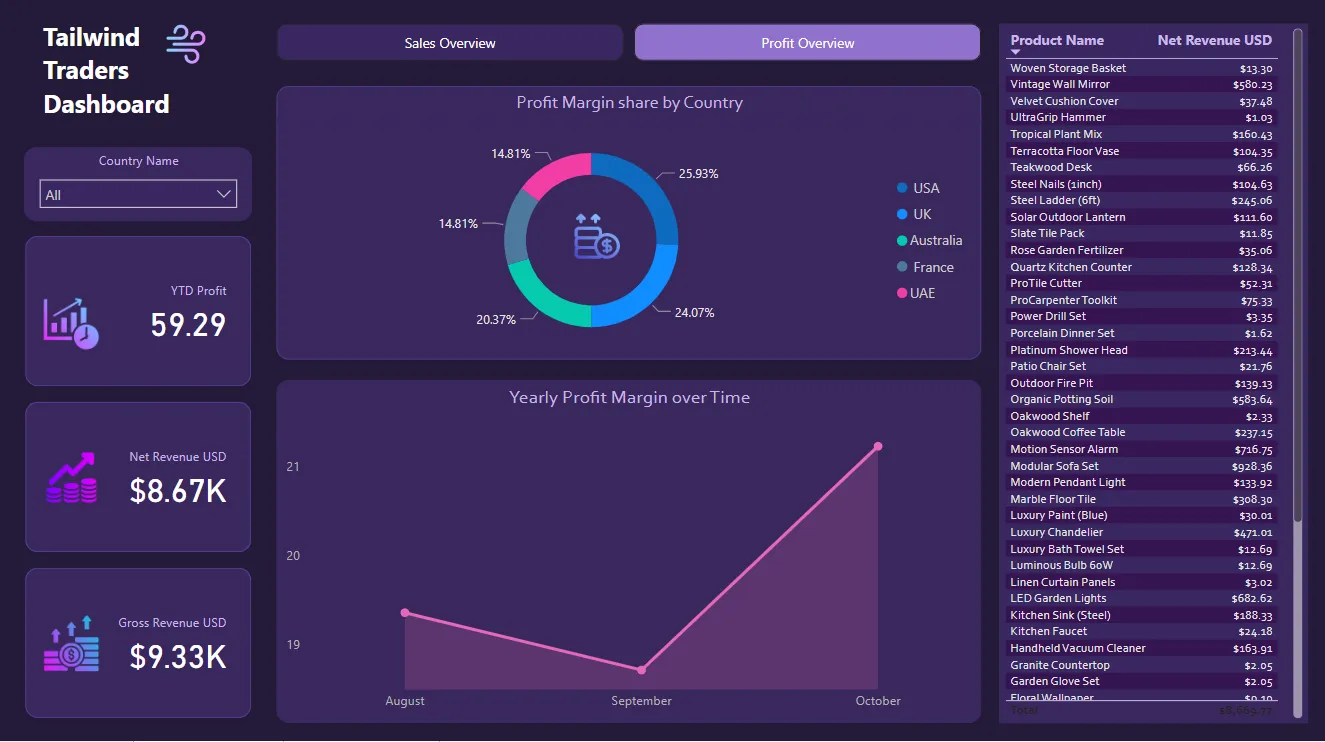 Tailwind
Traders
Dashboard
Sales Overview
Profit Overview
Country Name
All
YTD Profit
59.29
Net Revenue USD
$8.67K
Gross Revenue USD
$9.33K
Profit Margin share by Country
14.81%
25.93%
14.81%
20.37%
24.07%
USA
UK
Australia
France
UAE
Yearly Profit Margin over Time
21
20
19
August September October
Product Name Net Revenue USD
Woven Storage Basket $13.30
Vintage Wall Mirror $580.23
Velvet Cushion Cover $37.48
UltraGrip Hammer $1.03
Tropical Plant Mix $160.43
Terracotta Floor Vase $104.35
Teakwood Desk $66.26
Steel Nails (1inch) $104.63
Steel Ladder (6ft) $245.06
Solar Outdoor Lantern $111.60
Slate Tile Pack $11.85
Rose Garden Fertilizer $35.06
Quartz Kitchen Counter $128.34
ProTile Cutter $52.31
ProCarpenter Toolkit $75.33
Power Drill Set $3.35
Porcelain Dinner Set $1.62
Platinum Shower Head $213.44
Patio Chair Set $21.76
Outdoor Fire Pit $139.13
Organic Potting Soil $583.64
Oakwood Shelf $2.33
Oakwood Coffee Table $237.15
Motion Sensor Alarm $716.75
Modular Sofa Set $928.36
Modern Pendant Light $133.92
Marble Floor Tile $308.30
Luxury Paint (Blue) $30.01
Luxury Chandelier $471.01
Luxury Bath Towel Set $12.69
Luminous Bulb 60W $12.69
Linen Curtain Panels $3.02
LED Garden Lights $682.62
Kitchen Sink (Steel) $188.33
Kitchen Faucet $24.18
Handheld Vacuum Cleaner $163.91
Granite Countertop $2.05
Garden Glove Set $2.05
Floral Wallpaper
Total $8,669.77